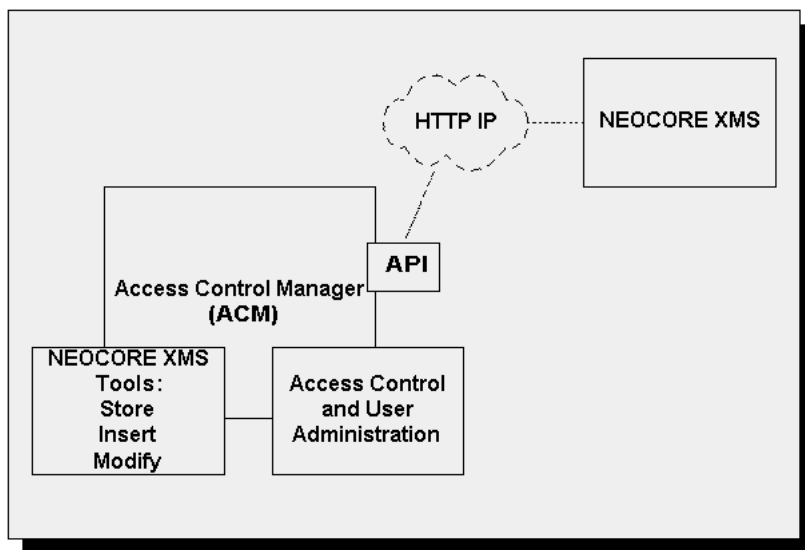 HTTP IP
NEOCORE XMS
API
Access Control Manager
(ACM)
NEOCORE XMS
Tools:
Store
Insert
Modify
Access Control
and User
Administration